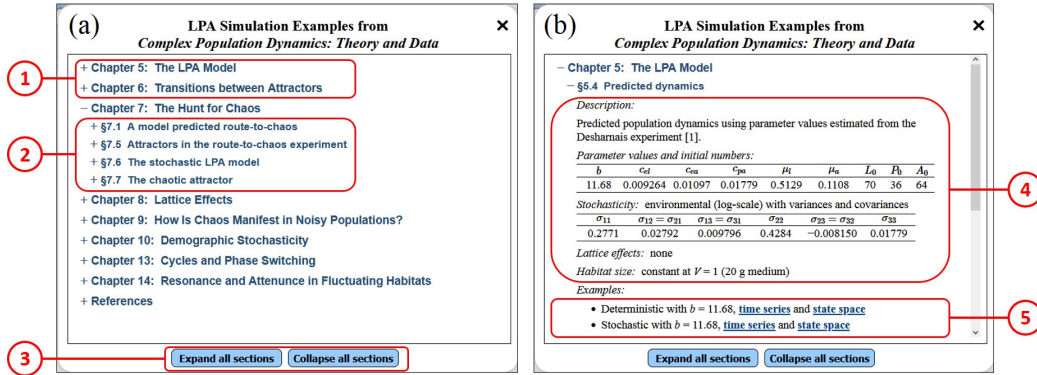 (a)
LPA Simulation Examples from
Complex Population Dynamics: Theory and Data
×
1
+ Chapter 5: The LPA Model
+ Chapter 6: Transitions between Attractors
− Chapter 7: The Hunt for Chaos
2
+ §7.1 A model predicted route-to-chaos
+ §7.5 Attractors in the route-to-chaos experiment
+ §7.6 The stochastic LPA model
+ §7.7 The chaotic attractor
+ Chapter 8: Lattice Effects
+ Chapter 9: How Is Chaos Manifest in Noisy Populations?
+ Chapter 10: Demographic Stochasticity
+ Chapter 13: Cycles and Phase Switching
+ Chapter 14: Resonance and Attenunce in Fluctuating Habitats
+ References
3
Expand all sections Collapse all sections
(b)
LPA Simulation Examples from
Complex Population Dynamics: Theory and Data
×
− Chapter 5: The LPA Model
− §5.4 Predicted dynamics
Description:
Predicted population dynamics using parameter values estimated from the
Desharnais experiment [1].
Parameter values and initial numbers:
b c_el c_ea c_pa μ_l μ_a L_0 P_0 A_0
11.68 0.009264 0.01097 0.01779 0.5129 0.1108 70 36 64
4
Stochasticity: environmental (log-scale) with variances and covariances
σ_11 σ_12 = σ_21 σ_13 = σ_31 σ_22 σ_23 = σ_32 σ_33
0.2771 0.02792 0.009796 0.4284 −0.008150 0.01779
Lattice effects: none
Habitat size: constant at V = 1 (20 g medium)
Examples:
• Deterministic with b = 11.68, time series and state space
• Stochastic with b = 11.68, time series and state space
5
Expand all sections Collapse all sections